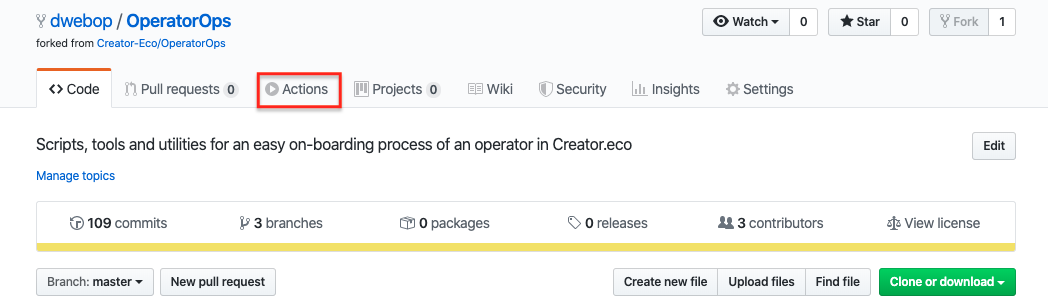 dwebop / OperatorOps
Watch 0 Star 0 Fork 1
forked from Creator-Eco/OperatorOps
Code Pull requests 0 Actions Projects 0 Wiki Security Insights Settings
Scripts, tools and utilities for an easy on-boarding process of an operator in Creator.eco
Edit
Manage topics
109 commits 3 branches 0 packages 0 releases 3 contributors View license
Branch: master New pull request Create new file Upload files Find file Clone or download